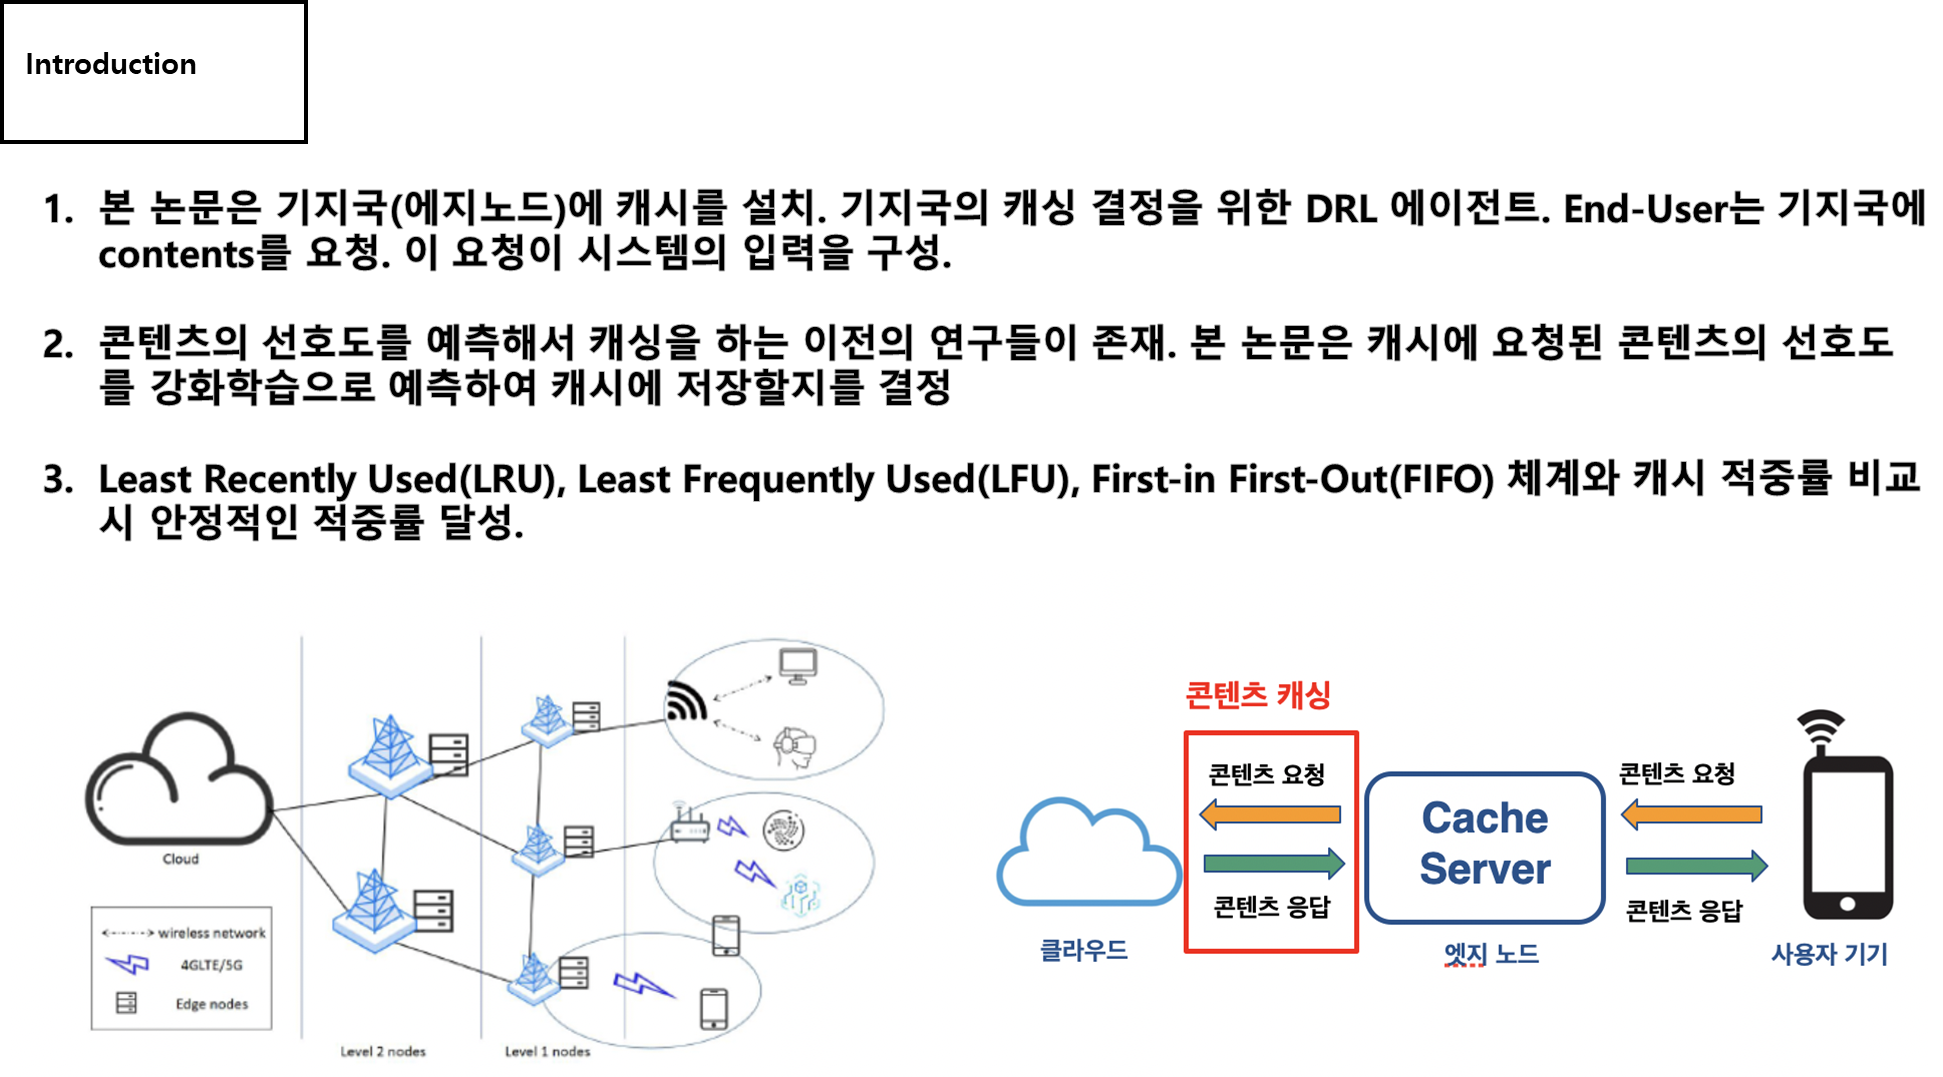 Introduction
1. 본 논문은 기지국(에지노드)에 캐시를 설치. 기지국의 캐싱 결정을 위한 DRL 에이전트. End-User는 기지국에
contents를 요청. 이 요청이 시스템의 입력을 구성.
2. 콘텐츠의 선호도를 예측해서 캐싱을 하는 이전의 연구들이 존재. 본 논문은 캐시에 요청된 콘텐츠의 선호도
를 강화학습으로 예측하여 캐시에 저장할지를 결정
3. Least Recently Used(LRU), Least Frequently Used(LFU), First-in First-Out(FIFO) 체계와 캐시 적중률 비교
시 안정적인 적중률 달성.
Cloud
wireless network
4GLTE/5G
Edge nodes
Level 2 nodes
Level 1 nodes
콘텐츠 캐싱
콘텐츠 요청
콘텐츠 응답
클라우드
Cache
Server
엣지 노드
콘텐츠 요청
콘텐츠 응답
사용자 기기